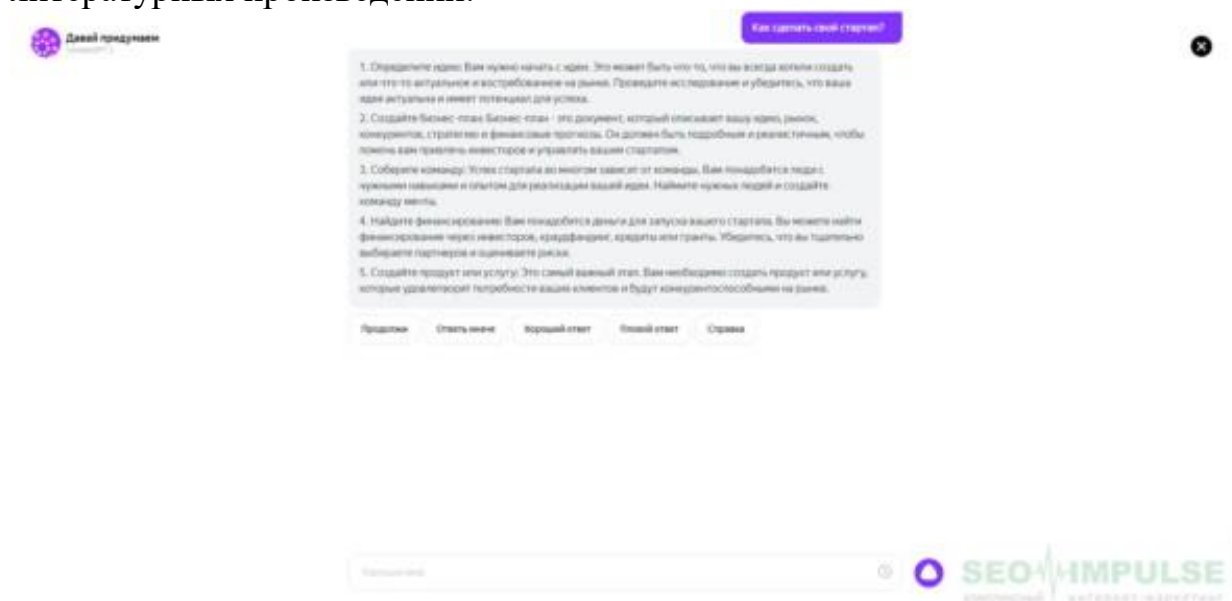 литературных произведений.
Давай придумаем
Как сделать свой стартап?
1. Определите идею: Вам нужно начать с идеи. Это может быть что-то, что вы всегда хотели создать
или что-то актуальное и востребованное на рынке. Проведите исследование и убедитесь, что ваша
идея актуальна и имеет потенциал для успеха.
2. Создайте бизнес-план: Бизнес-план - это документ, который описывает вашу идею, рынок,
конкурентов, стратегию и финансовые прогнозы. Он должен быть подробным и реалистичным, чтобы
помочь вам привлечь инвесторов и управлять вашим стартапом.
3. Соберите команду: Успех стартапа во многом зависит от команды. Вам понадобятся люди с
нужными навыками и опытом для реализации вашей идеи. Наймите нужных людей и создайте
команду мечты.
4. Найдите финансирование: Вам понадобятся деньги для запуска вашего стартапа. Вы можете найти
финансирование через инвесторов, краудфандинг, кредиты или гранты. Убедитесь, что вы тщательно
выбираете партнеров и оцениваете риски.
5. Создайте продукт или услугу: Это самый важный этап. Вам необходимо создать продукт или услугу,
которые удовлетворят потребности ваших клиентов и будут конкурентоспособными на рынке.
Продолжи Ответь иначе Хороший ответ Плохой ответ Справка
SEO IMPULSE